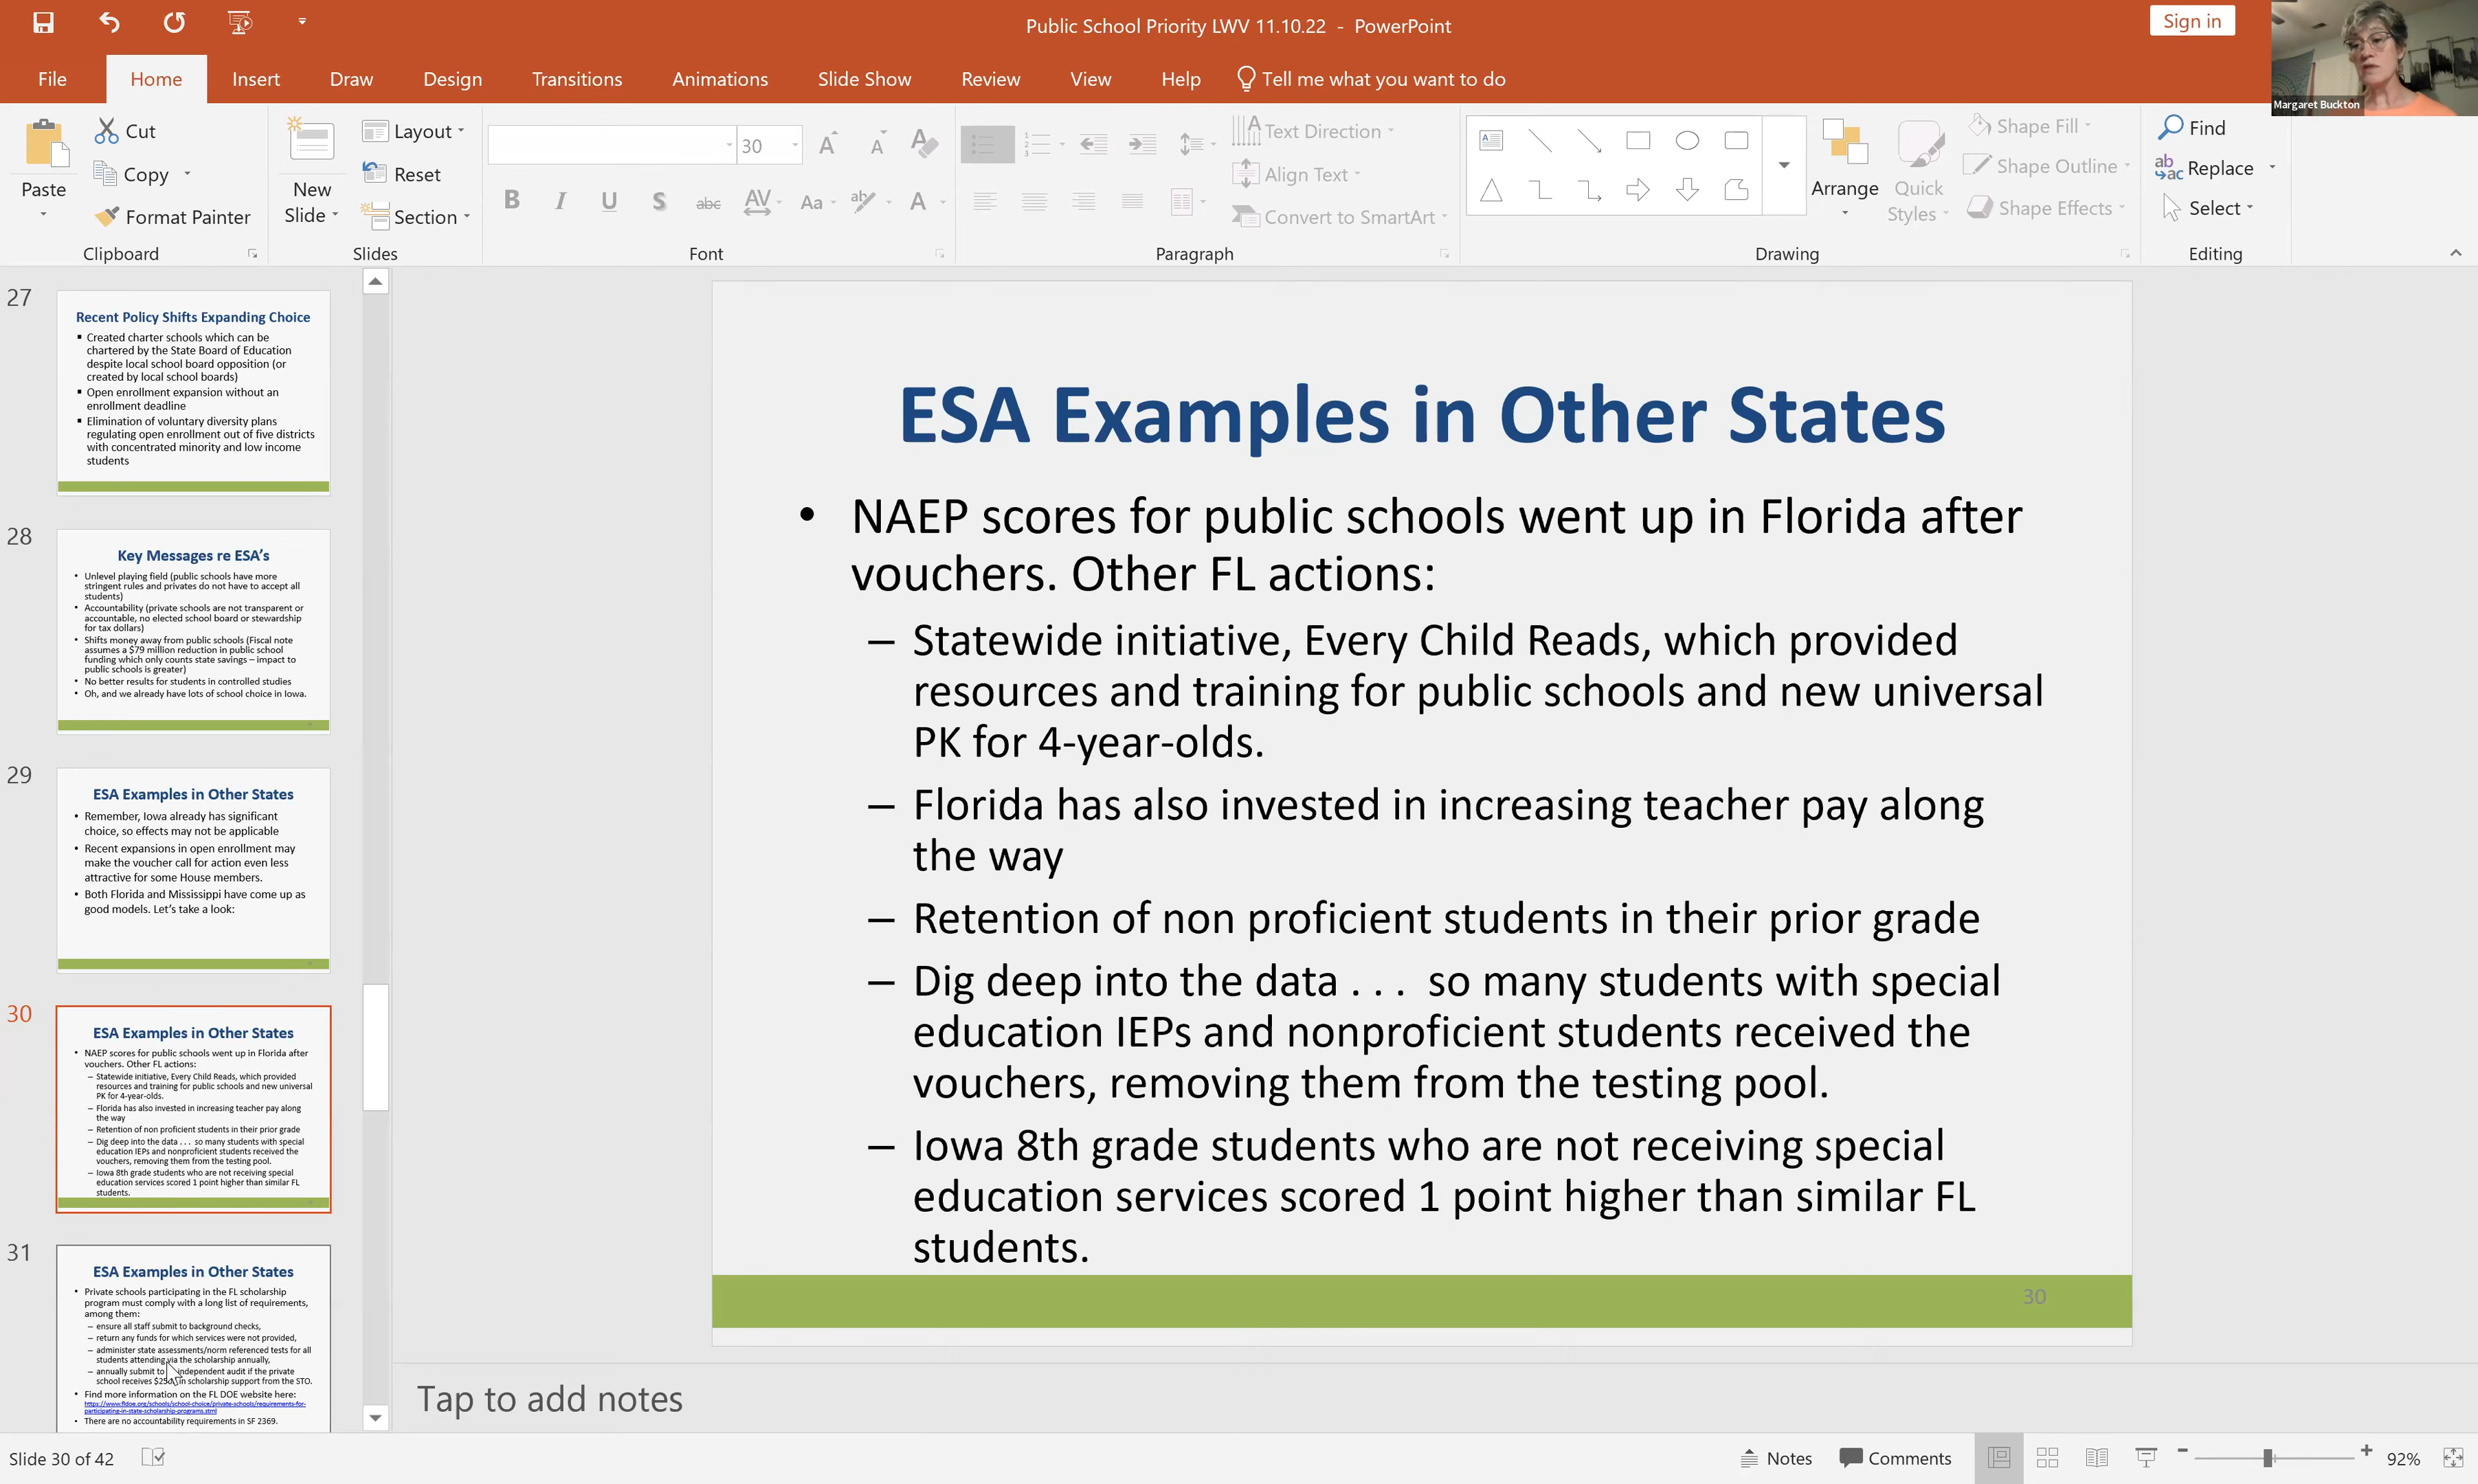 Public School Priority LWV 11.10.22 - PowerPoint
Sign in
Margaret Buckton
File Home Insert Draw Design Transitions Animations Slide Show Review View Help Tell me what you want to do
Paste
Cut
Copy
Format Painter
Clipboard
New
Slide
Layout
Reset
Section
Slides
30
B I U S abc AV Aa ab A
Font
Text Direction
Align Text
Convert to SmartArt
Paragraph
Arrange
Quick
Styles
Shape Fill
Shape Outline
Shape Effects
Drawing
Find
Replace
Select
Editing
27
Recent Policy Shifts Expanding Choice
▪ Created charter schools which can be
chartered by the State Board of Education
despite local school board opposition (or
created by local school boards)
▪ Open enrollment expansion without an
enrollment deadline
▪ Elimination of voluntary diversity plans
regulating open enrollment out of five districts
with concentrated minority and low income
students
28
Key Messages re ESA's
• Unlevel playing field (public schools have more
stringent rules and privates do not have to accept all
students)
• Accountability (private schools are not transparent or
accountable, no elected school board or stewardship
for tax dollars)
• Shifts money away from public schools (Fiscal note
assumes a $79 million reduction in public school
funding which only counts state savings – impact to
public schools is greater)
• No better results for students in controlled studies
• Oh, and we already have lots of school choice in Iowa.
29
ESA Examples in Other States
• Remember, Iowa already has significant
choice, so effects may not be applicable
• Recent expansions in open enrollment may
make the voucher call for action even less
attractive for some House members.
• Both Florida and Mississippi have come up as
good models. Let's take a look:
30
ESA Examples in Other States
• NAEP scores for public schools went up in Florida after
vouchers. Other FL actions:
– Statewide initiative, Every Child Reads, which provided
resources and training for public schools and new universal
PK for 4-year-olds.
– Florida has also invested in increasing teacher pay along
the way
– Retention of non proficient students in their prior grade
– Dig deep into the data . . . so many students with special
education IEPs and nonproficient students received the
vouchers, removing them from the testing pool.
– Iowa 8th grade students who are not receiving special
education services scored 1 point higher than similar FL
students.
31
ESA Examples in Other States
• Private schools participating in the FL scholarship
program must comply with a long list of requirements,
among them:
– ensure all staff submit to background checks,
– return any funds for which services were not provided,
– administer state assessments/norm referenced tests for all
students attending via the scholarship annually,
– annually submit to independent audit if the private
school receives in scholarship support from the STO.
• Find more information on the FL DOE website here:
https://www.fldoe.org/schools/school-choice/private-schools/requirements-for-
participating-in-state-scholarship-programs.stml
• There are no accountability requirements in SF 2369.
ESA Examples in Other States
• NAEP scores for public schools went up in Florida after
vouchers. Other FL actions:
– Statewide initiative, Every Child Reads, which provided
resources and training for public schools and new universal
PK for 4-year-olds.
– Florida has also invested in increasing teacher pay along
the way
– Retention of non proficient students in their prior grade
– Dig deep into the data . . . so many students with special
education IEPs and nonproficient students received the
vouchers, removing them from the testing pool.
– Iowa 8th grade students who are not receiving special
education services scored 1 point higher than similar FL
students.
30
Tap to add notes
Slide 30 of 42
Notes
Comments
92%